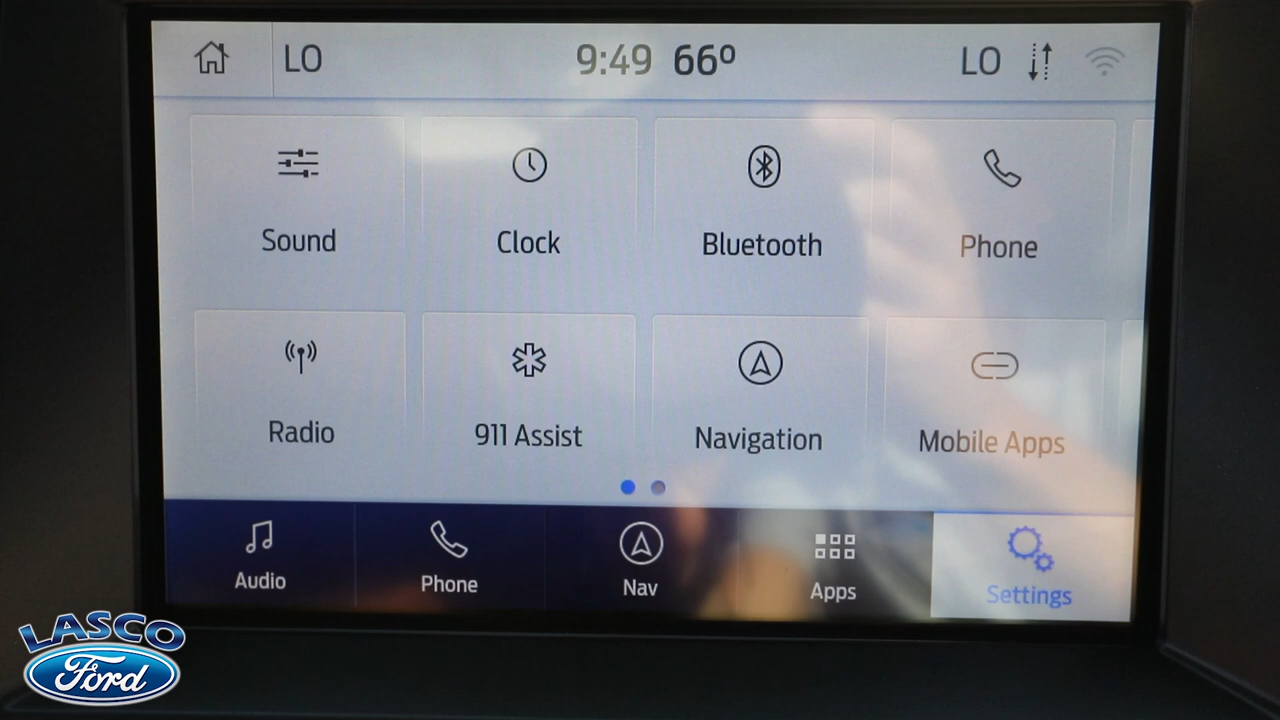 LO 9:49 66º LO
Sound Clock Bluetooth Phone
Radio 911 Assist Navigation Mobile Apps
Audio Phone Nav Apps Settings
LASCO
Ford